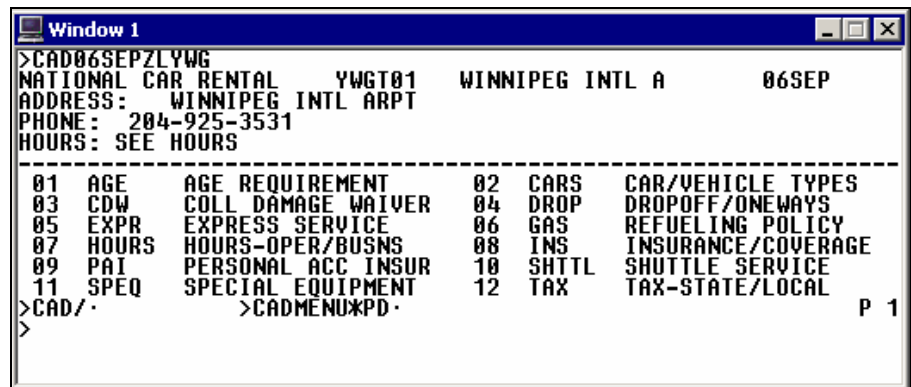 Window 1
>CAD06SEPZLYWG
NATIONAL CAR RENTAL YWGT01 WINNIPEG INTL A 06SEP
ADDRESS: WINNIPEG INTL ARPT
PHONE: 204-925-3531
HOURS: SEE HOURS
--------------------------------------------------------------
01 AGE AGE REQUIREMENT 02 CARS CAR/VEHICLE TYPES
03 CDW COLL DAMAGE WAIVER 04 DROP DROPOFF/ONEWAYS
05 EXPR EXPRESS SERVICE 06 GAS REFUELING POLICY
07 HOURS HOURS-OPER/BUSNS 08 INS INSURANCE/COVERAGE
09 PAI PERSONAL ACC INSUR 10 SHTTL SHUTTLE SERVICE
11 SPEQ SPECIAL EQUIPMENT 12 TAX TAX-STATE/LOCAL
>CAD/· >CADMENU*PD· P 1
>